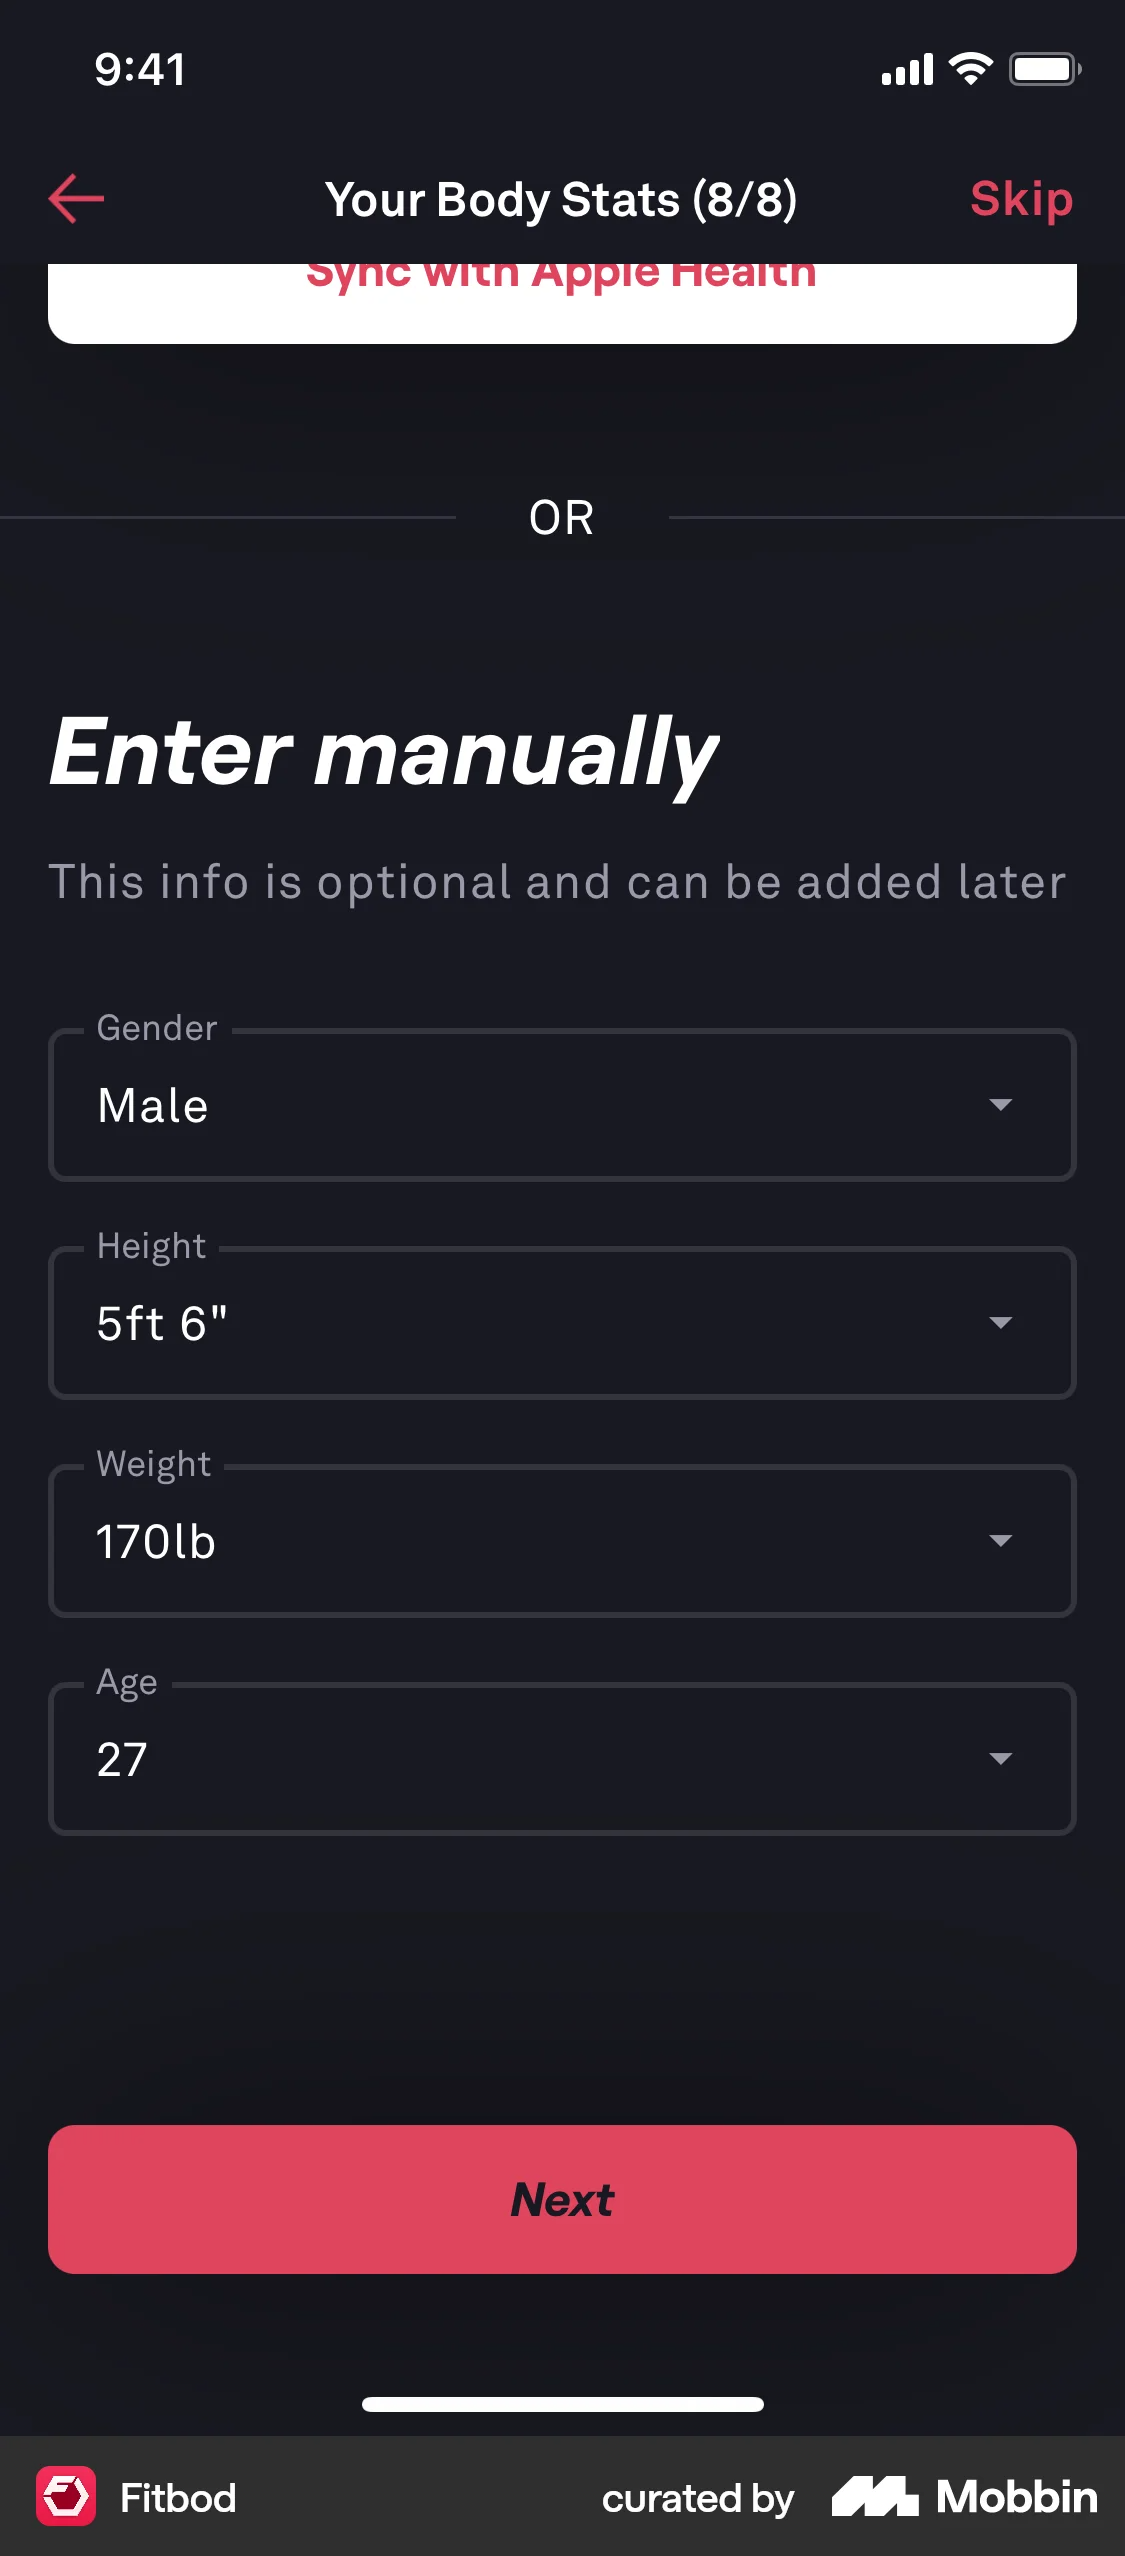 9:41
Your Body Stats (8/8)
Skip
Sync with Apple Health
OR
Enter manually
This info is optional and can be added later
Gender
Male
Height
5ft 6"
Weight
170lb
Age
27
Next
Fitbod
curated by Mobbin